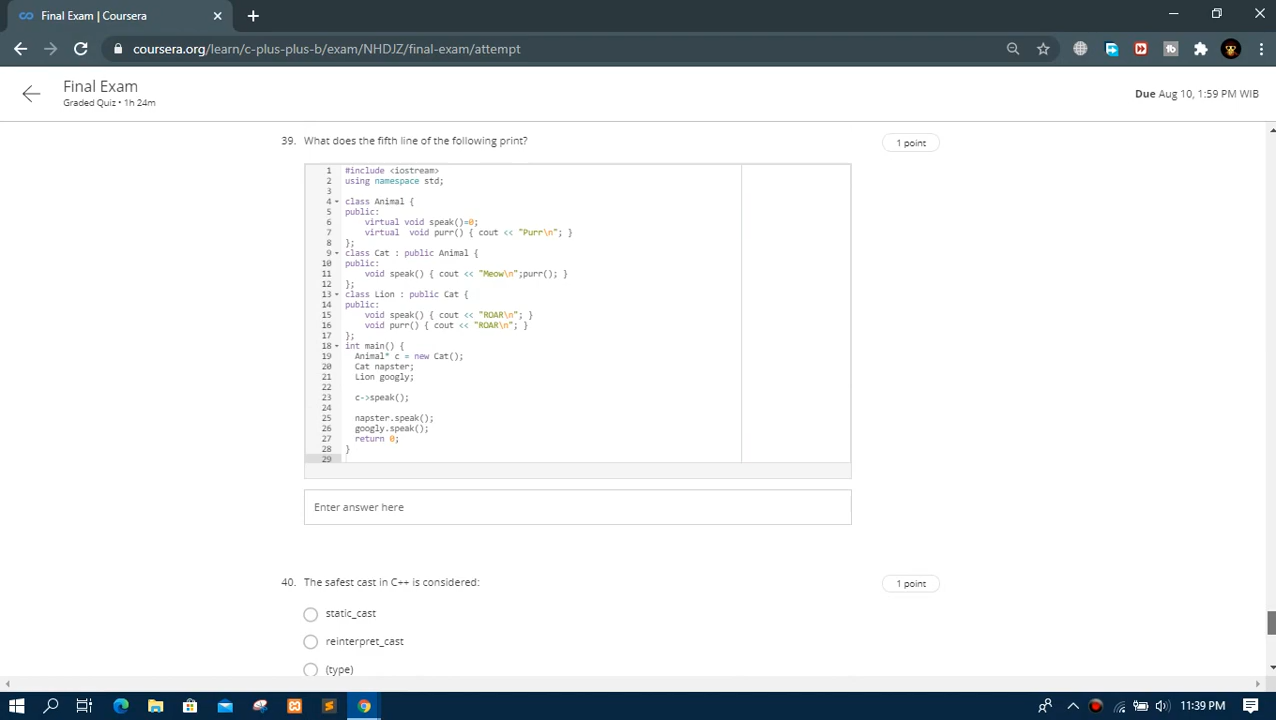 Final Exam | Coursera
coursera.org/learn/c-plus-plus-b/exam/NHDJZ/final-exam/attempt
Final Exam
Graded Quiz • 1h 24m
Due Aug 10, 1:59 PM WIB
39. What does the fifth line of the following print?
1 point
1 #include <iostream>
2 using namespace std;
3
4 class Animal {
5 public:
6 virtual void speak()=0;
7 virtual  void purr() { cout << "Purr\n"; }
8 };
9 class Cat : public Animal {
10 public:
11 void speak() { cout << "Meow\n";purr(); }
12 };
13 class Lion : public Cat {
14 public:
15 void speak() { cout << "ROAR\n"; }
16 void purr() { cout << "ROAR\n"; }
17 };
18 int main() {
19 Animal* c = new Cat();
20 Cat napster;
21 Lion googly;
22
23 c->speak();
24
25 napster.speak();
26 googly.speak();
27 return 0;
28 }
29
Enter answer here
40. The safest cast in C++ is considered:
1 point
static_cast
reinterpret_cast
(type)
11:39 PM